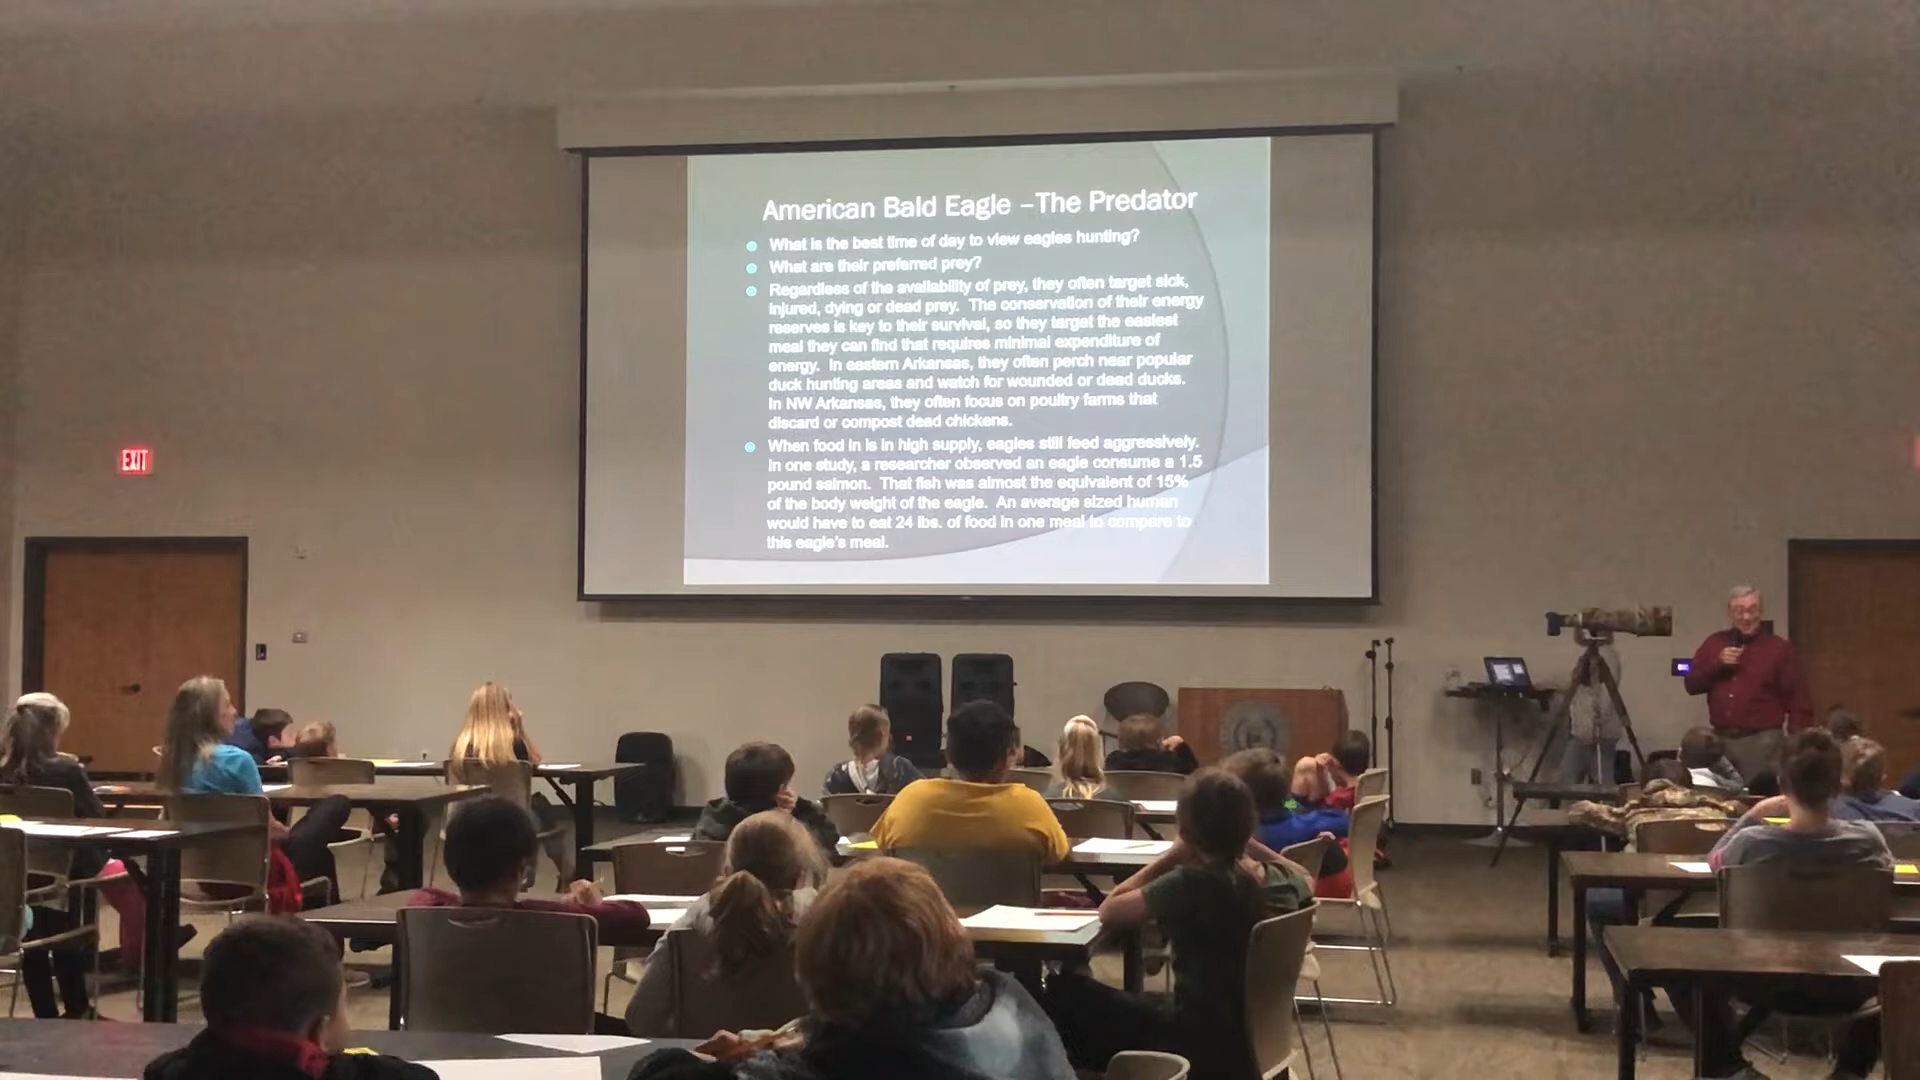 American Bald Eagle –The Predator
What is the best time of day to view eagles hunting?
What are their preferred prey?
Regardless of the availability of prey, they often target sick,
injured, dying or dead prey. The conservation of their energy
reserves is key to their survival, so they target the easiest
meal they can find that requires minimal expenditure of
energy. In eastern Arkansas, they often perch near popular
duck hunting areas and watch for wounded or dead ducks.
In NW Arkansas, they often focus on poultry farms that
discard or compost dead chickens.
When food in is in high supply, eagles still feed aggressively.
In one study, a researcher observed an eagle consume a 1.5
pound salmon. That fish was almost the equivalent of 15%
of the body weight of the eagle. An average sized human
would have to eat 24 lbs. of food in one meal to compare to
this eagle's meal.
EXIT